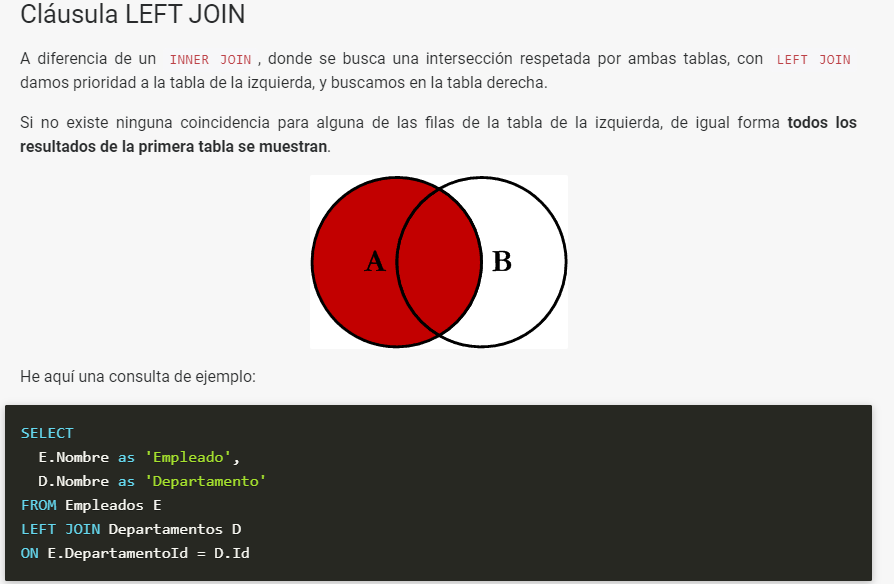 Cláusula LEFT JOIN
A diferencia de un INNER JOIN , donde se busca una intersección respetada por ambas tablas, con LEFT JOIN
damos prioridad a la tabla de la izquierda, y buscamos en la tabla derecha.
Si no existe ninguna coincidencia para alguna de las filas de la tabla de la izquierda, de igual forma todos los
resultados de la primera tabla se muestran.
A B
He aquí una consulta de ejemplo:
SELECT
E.Nombre as 'Empleado',
D.Nombre as 'Departamento'
FROM Empleados E
LEFT JOIN Departamentos D
ON E.DepartamentoId = D.Id